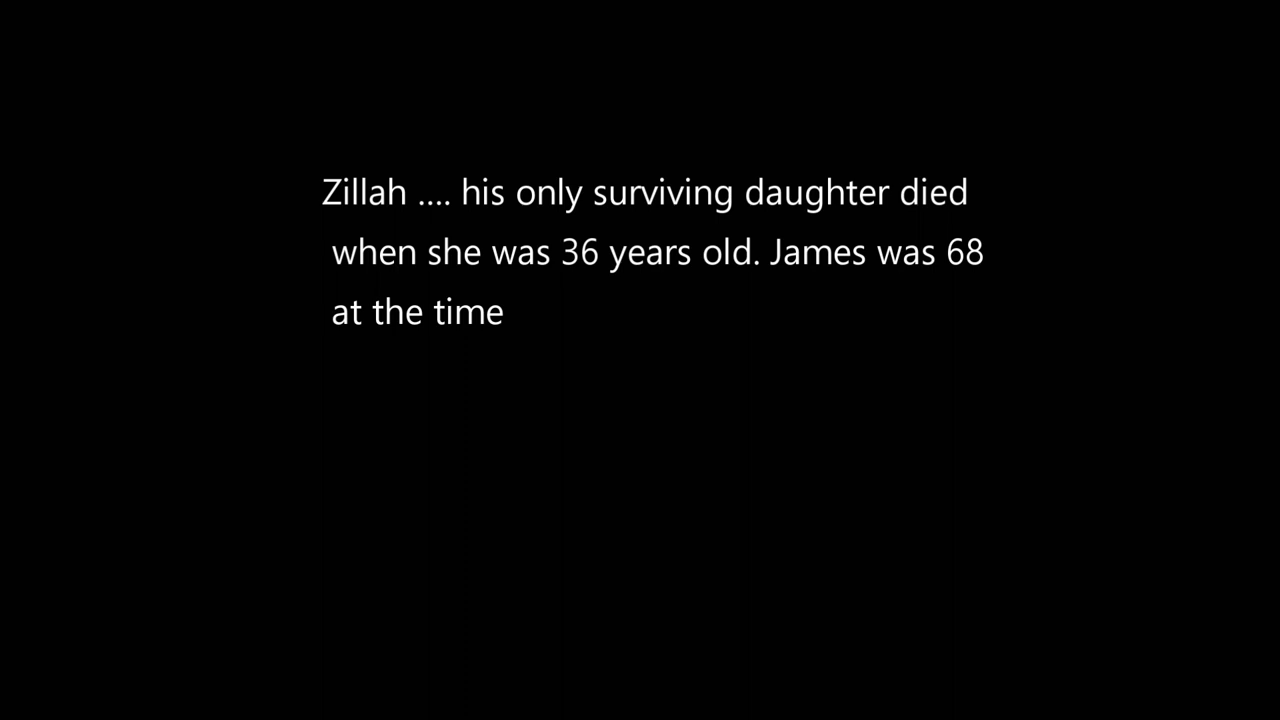 Zillah .... his only surviving daughter died
when she was 36 years old. James was 68
at the time